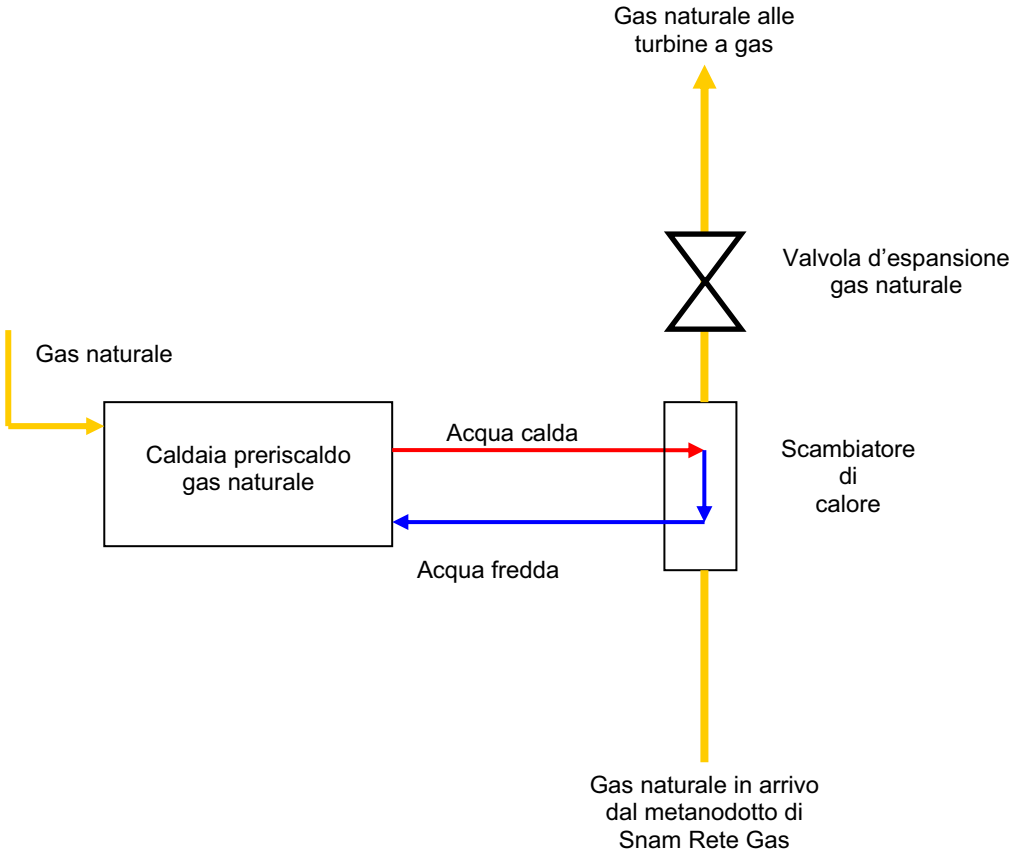 Gas naturale alle
turbine a gas
Valvola d'espansione
gas naturale
Gas naturale
Caldaia preriscaldo
gas naturale
Acqua calda
Scambiatore
di
calore
Acqua fredda
Gas naturale in arrivo
dal metanodotto di
Snam Rete Gas